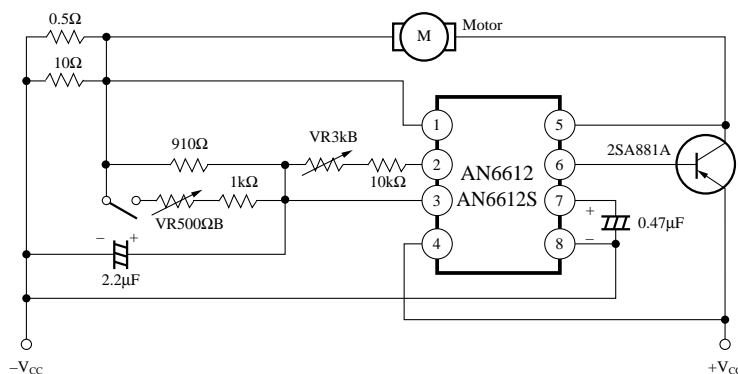 0.5Ω
M
Motor
10Ω
1
5
2SA881A
910Ω
VR3kB
10kΩ
2
6
AN6612
AN6612S
VR500ΩB
1kΩ
3
7
+
0.47μF
–
4
8
– +
2.2μF
–VCC
+VCC